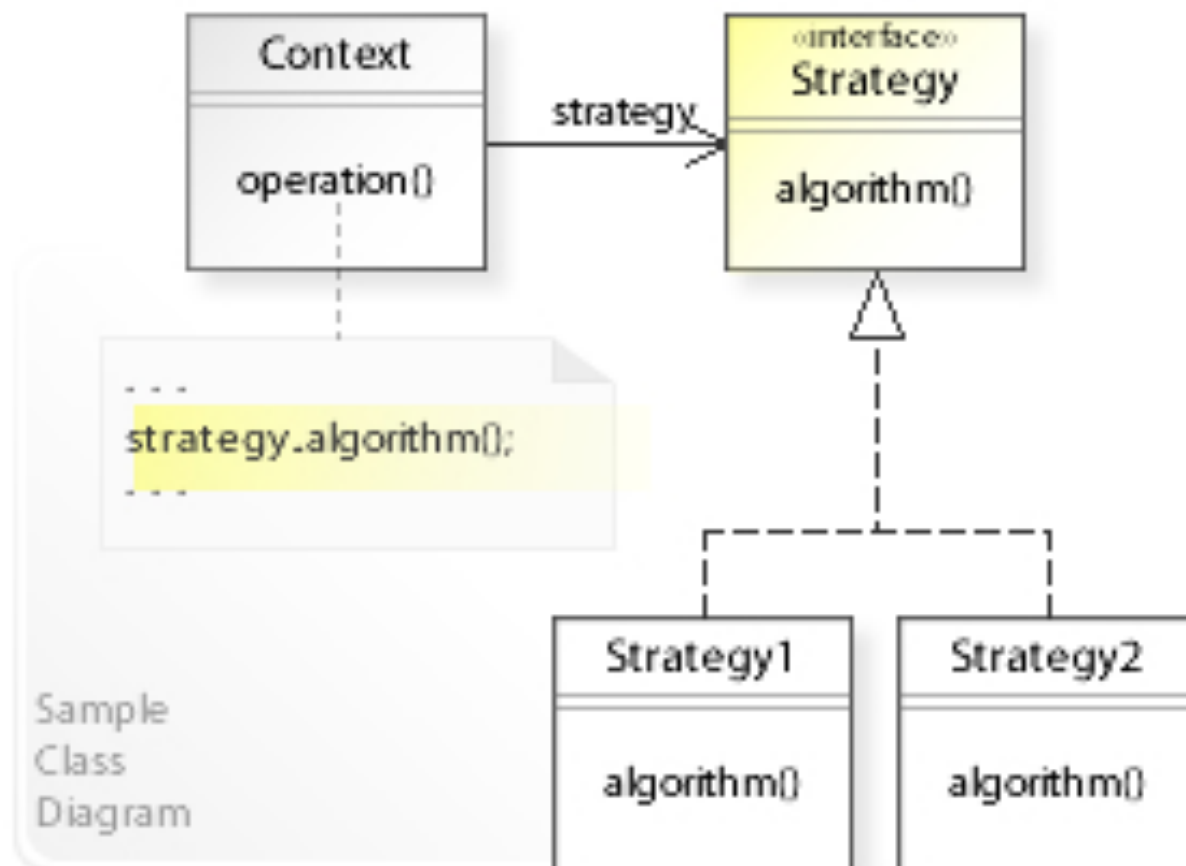 Context
operation()
strategy
«interface»
Strategy
algorithm()
- - -
strategy.algorithm();
- - -
Strategy1
algorithm()
Strategy2
algorithm()
Sample
Class
Diagram